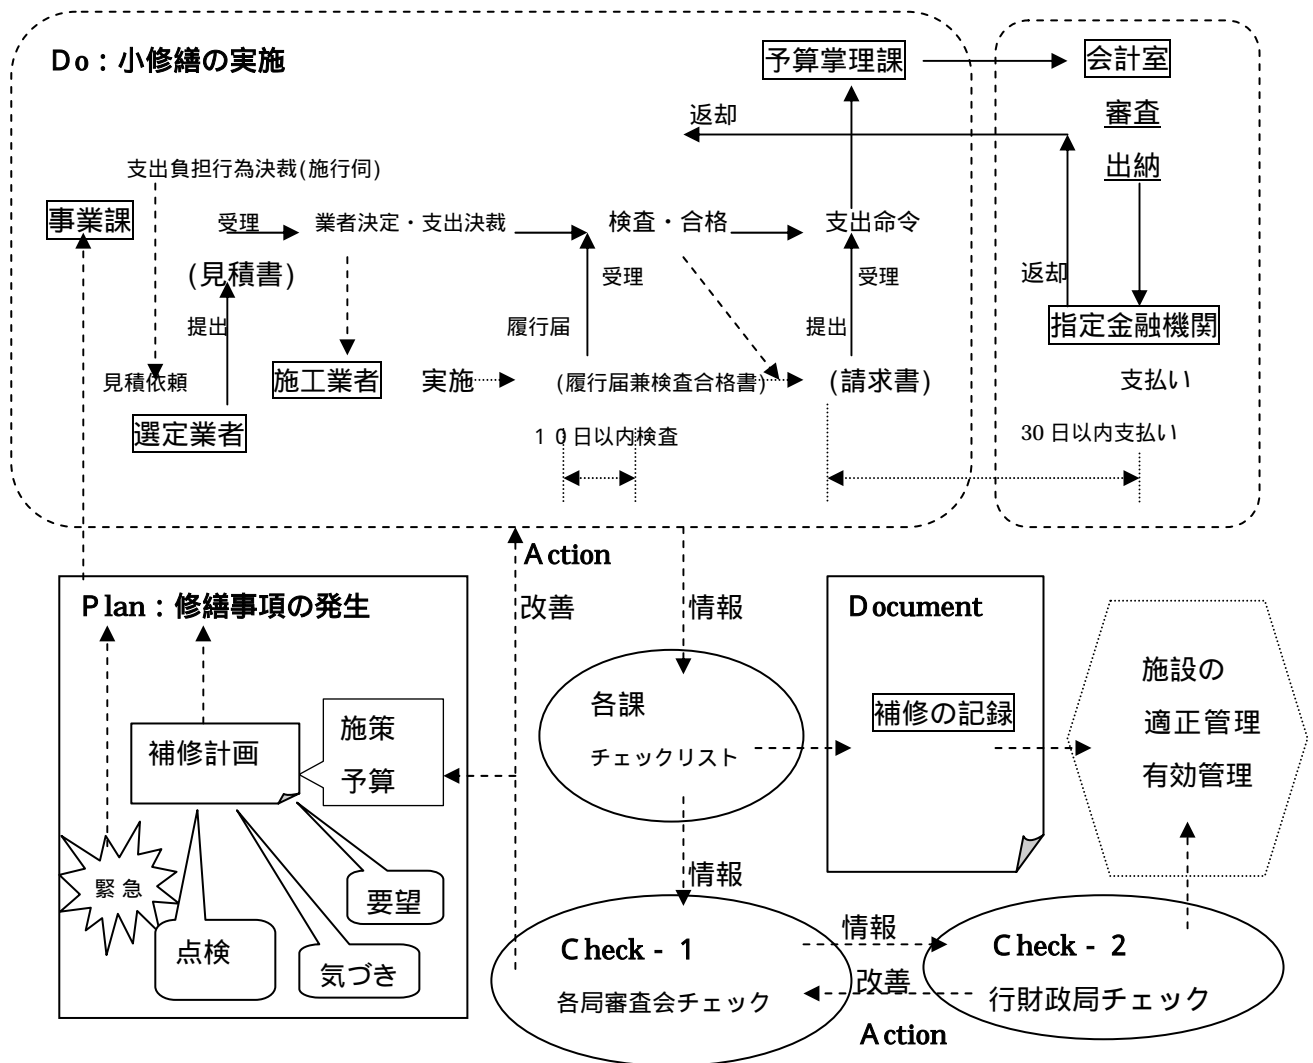 Do：小修繕の実施
予算掌理課
会計室
返却
審査
出納
支出負担行為決裁(施行伺)
事業課
受理
業者決定・支出決裁
検査・合格
支出命令
(見積書)
受理
受理
返却
提出
履行届
提出
指定金融機関
見積依頼
施工業者
実施
(履行届兼検査合格書)
(請求書)
支払い
選定業者
10日以内検査
30日以内支払い
Action
改善
情報
Plan：修繕事項の発生
Document
施設の
適正管理
有効管理
各課
チェックリスト
補修の記録
補修計画
施策
予算
緊急
点検
気づき
要望
情報
Check - 1
各局審査会チェック
情報
改善
Action
Check - 2
行財政局チェック